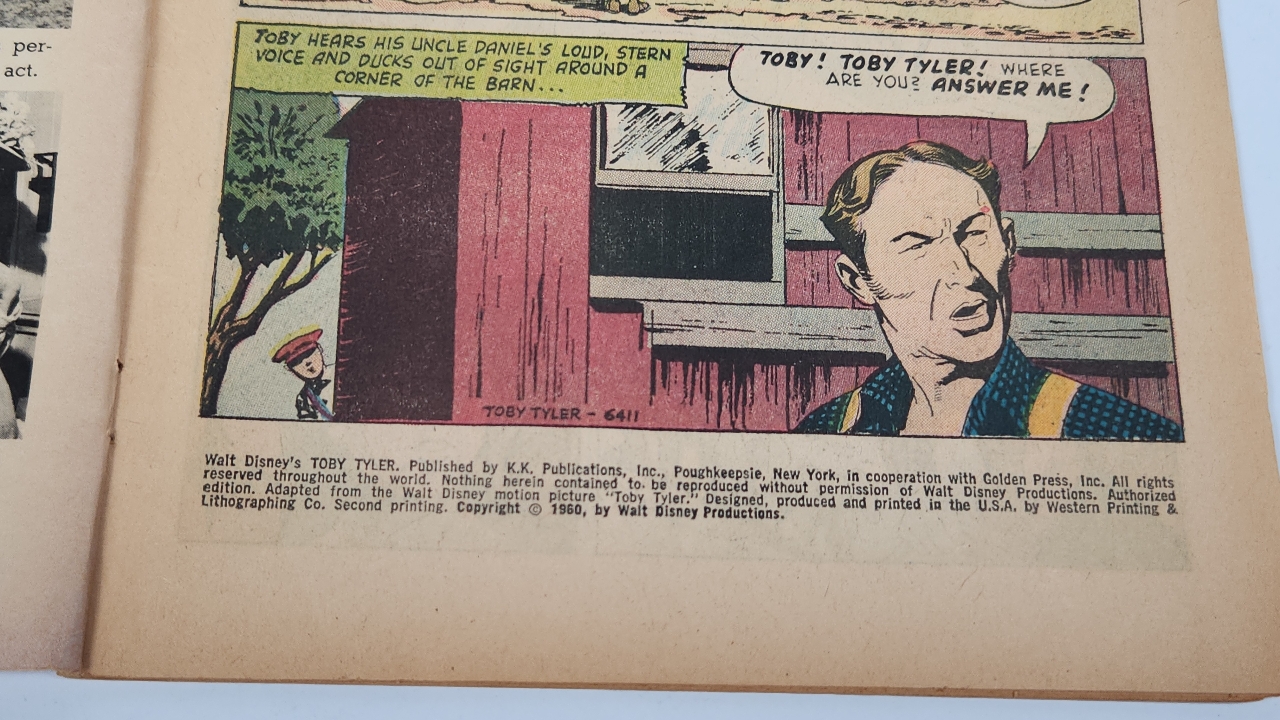 per-
act.
TOBY HEARS HIS UNCLE DANIEL'S LOUD, STERN
VOICE AND DUCKS OUT OF SIGHT AROUND A
CORNER OF THE BARN...
TOBY! TOBY TYLER! WHERE
ARE YOU? ANSWER ME!
TOBY TYLER – 6411
Walt Disney's TOBY TYLER. Published by K.K. Publications, Inc., Poughkeepsie, New York, in cooperation with Golden Press, Inc. All rights
reserved throughout the world. Nothing herein contained to be reproduced without permission of Walt Disney Productions. Authorized
edition. Adapted from the Walt Disney motion picture "Toby Tyler." Designed, produced and printed in the U.S.A. by Western Printing &
Lithographing Co. Second printing. Copyright © 1960, by Walt Disney Productions.